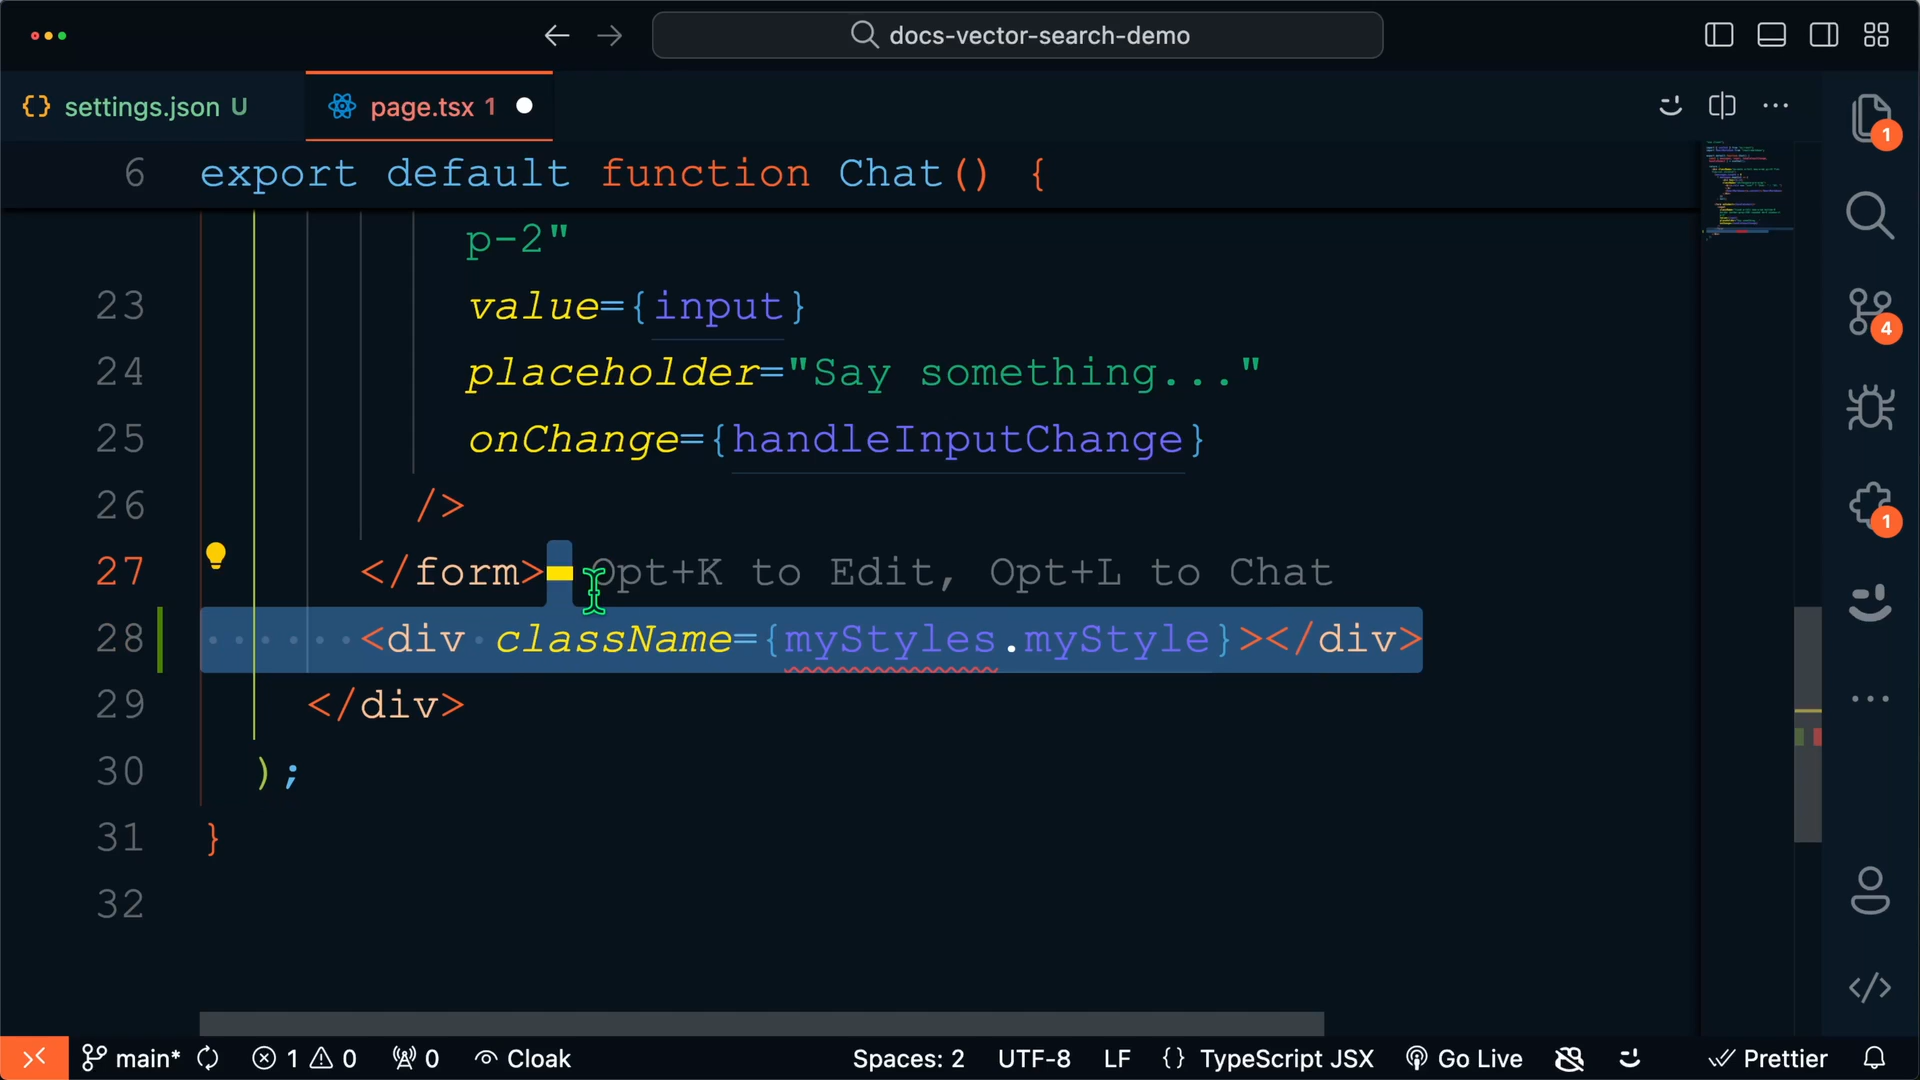 docs-vector-search-demo
{} settings.json U
page.tsx 1
1
6 export default function Chat() {
p-2"
23 value={input}
24 placeholder="Say something..."
4
25 onChange={handleInputChange}
26 />
1
27 </form> Opt+K to Edit, Opt+L to Chat
28 <div className={myStyles.myStyle}></div>
29 </div>
30 );
31 }
32
main* 1 0 0 Cloak Spaces: 2 UTF-8 LF {} TypeScript JSX Go Live Prettier